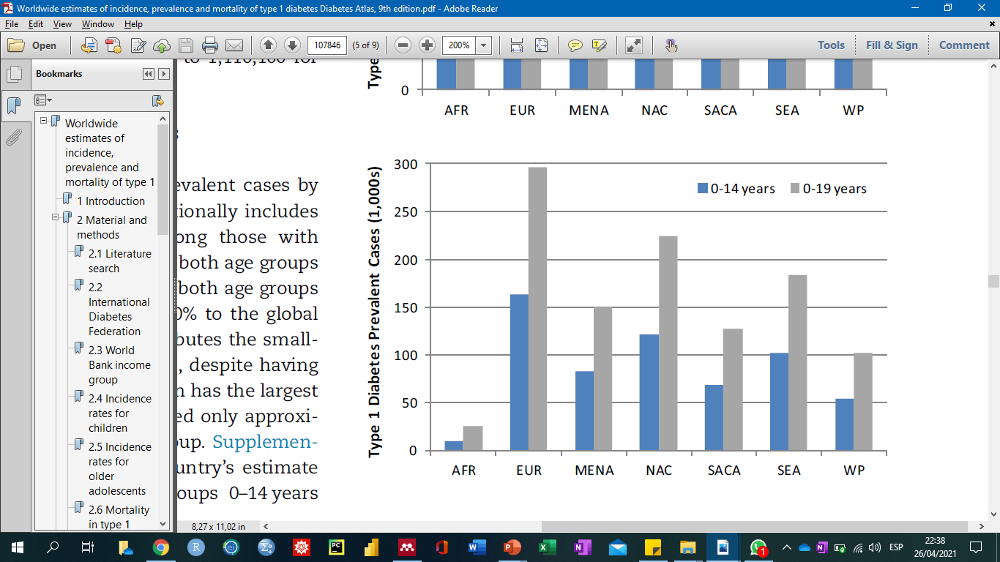 Worldwide estimates of incidence, prevalence and mortality of type 1 diabetes Diabetes Atlas, 9th edition.pdf - Adobe Reader
File Edit View Window Help
Open 107846 (5 of 9) 200% Tools Fill & Sign Comment
Bookmarks
Worldwide
estimates of
incidence,
prevalence and
mortality of type 1
1 Introduction
2 Material and
methods
2.1 Literature
search
2.2
International
Diabetes
Federation
2.3 World
Bank income
group
2.4 Incidence
rates for
children
2.5 Incidence
rates for
older
adolescents
2.6 Mortality
in type 1
evalent cases by
tionally includes
ong those with
both age groups
both age groups
0% to the global
butes the small-
, despite having
n has the largest
ed only approxi-
oup. Supplemen-
untry's estimate
oups 0–14 years
8,27 x 11,02 in
Type
0
AFR EUR MENA NAC SACA SEA WP
Type 1 Diabetes Prevalent Cases (1,000s)
300
250
200
150
100
50
0
0-14 years 0-19 years
AFR EUR MENA NAC SACA SEA WP
ESP
22:38
26/04/2021
1